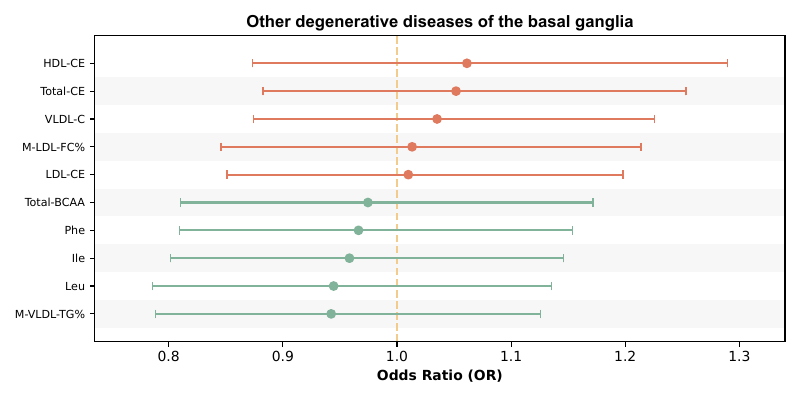 Other degenerative diseases of the basal ganglia
HDL-CE
Total-CE
VLDL-C
M-LDL-FC%
LDL-CE
Total-BCAA
Phe
Ile
Leu
M-VLDL-TG%
0.8 0.9 1.0 1.1 1.2 1.3
Odds Ratio (OR)